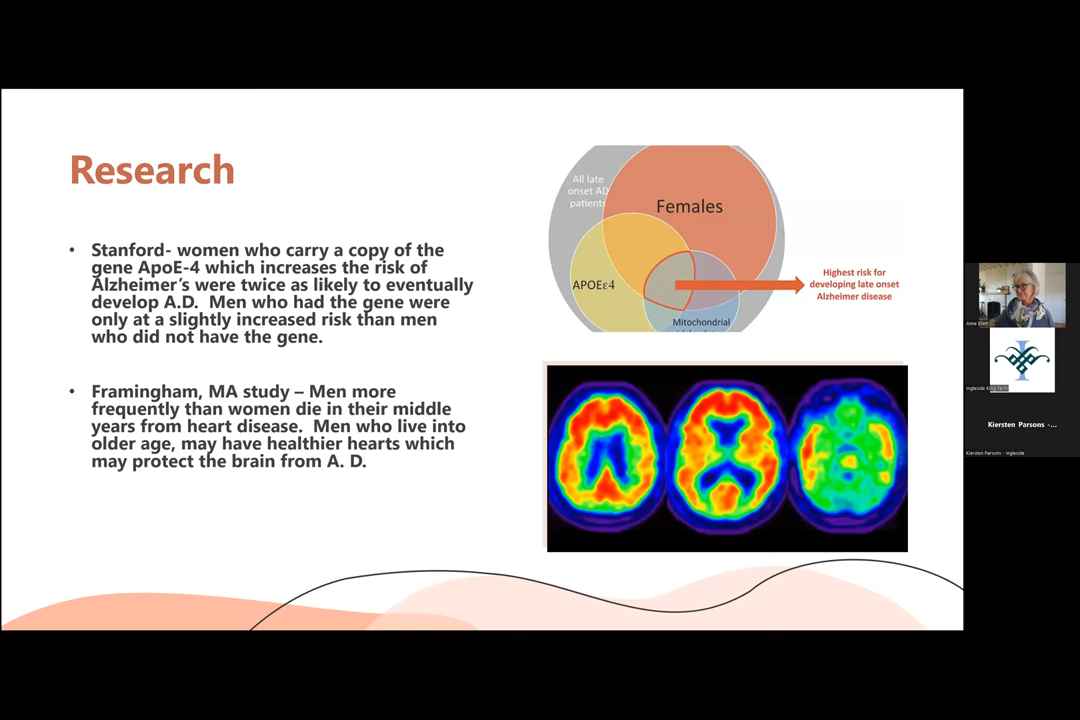 Research
• Stanford- women who carry a copy of the
gene ApoE-4 which increases the risk of
Alzheimer’s were twice as likely to eventually
develop A.D.  Men who had the gene were
only at a slightly increased risk than men
who did not have the gene.
• Framingham, MA study – Men more
frequently than women die in their middle
years from heart disease.  Men who live into
older age, may have healthier hearts which
may protect the brain from A. D.
All late
onset AD
patients
Females
APOEε4
Mitochondrial
Highest risk for
developing late onset
Alzheimer disease
Anne Ellett
Ingleside King Farm
Kiersten Parsons -...
Kiersten Parsons - Ingleside